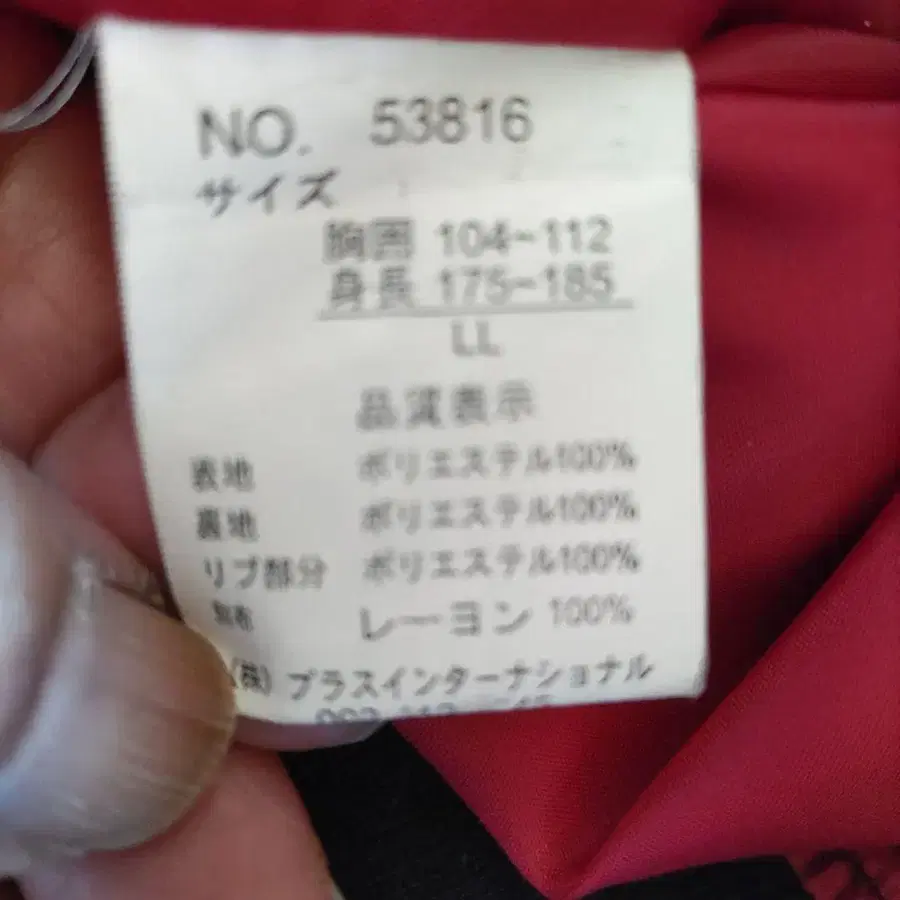 NO. 53816
サイズ
胸囲 104-112
身長 175-185
LL
品質表示
表地 ポリエステル100%
裏地 ポリエステル100%
リブ部分 ポリエステル100%
別布 レーヨン 100%
(株) プラスインターナショナル